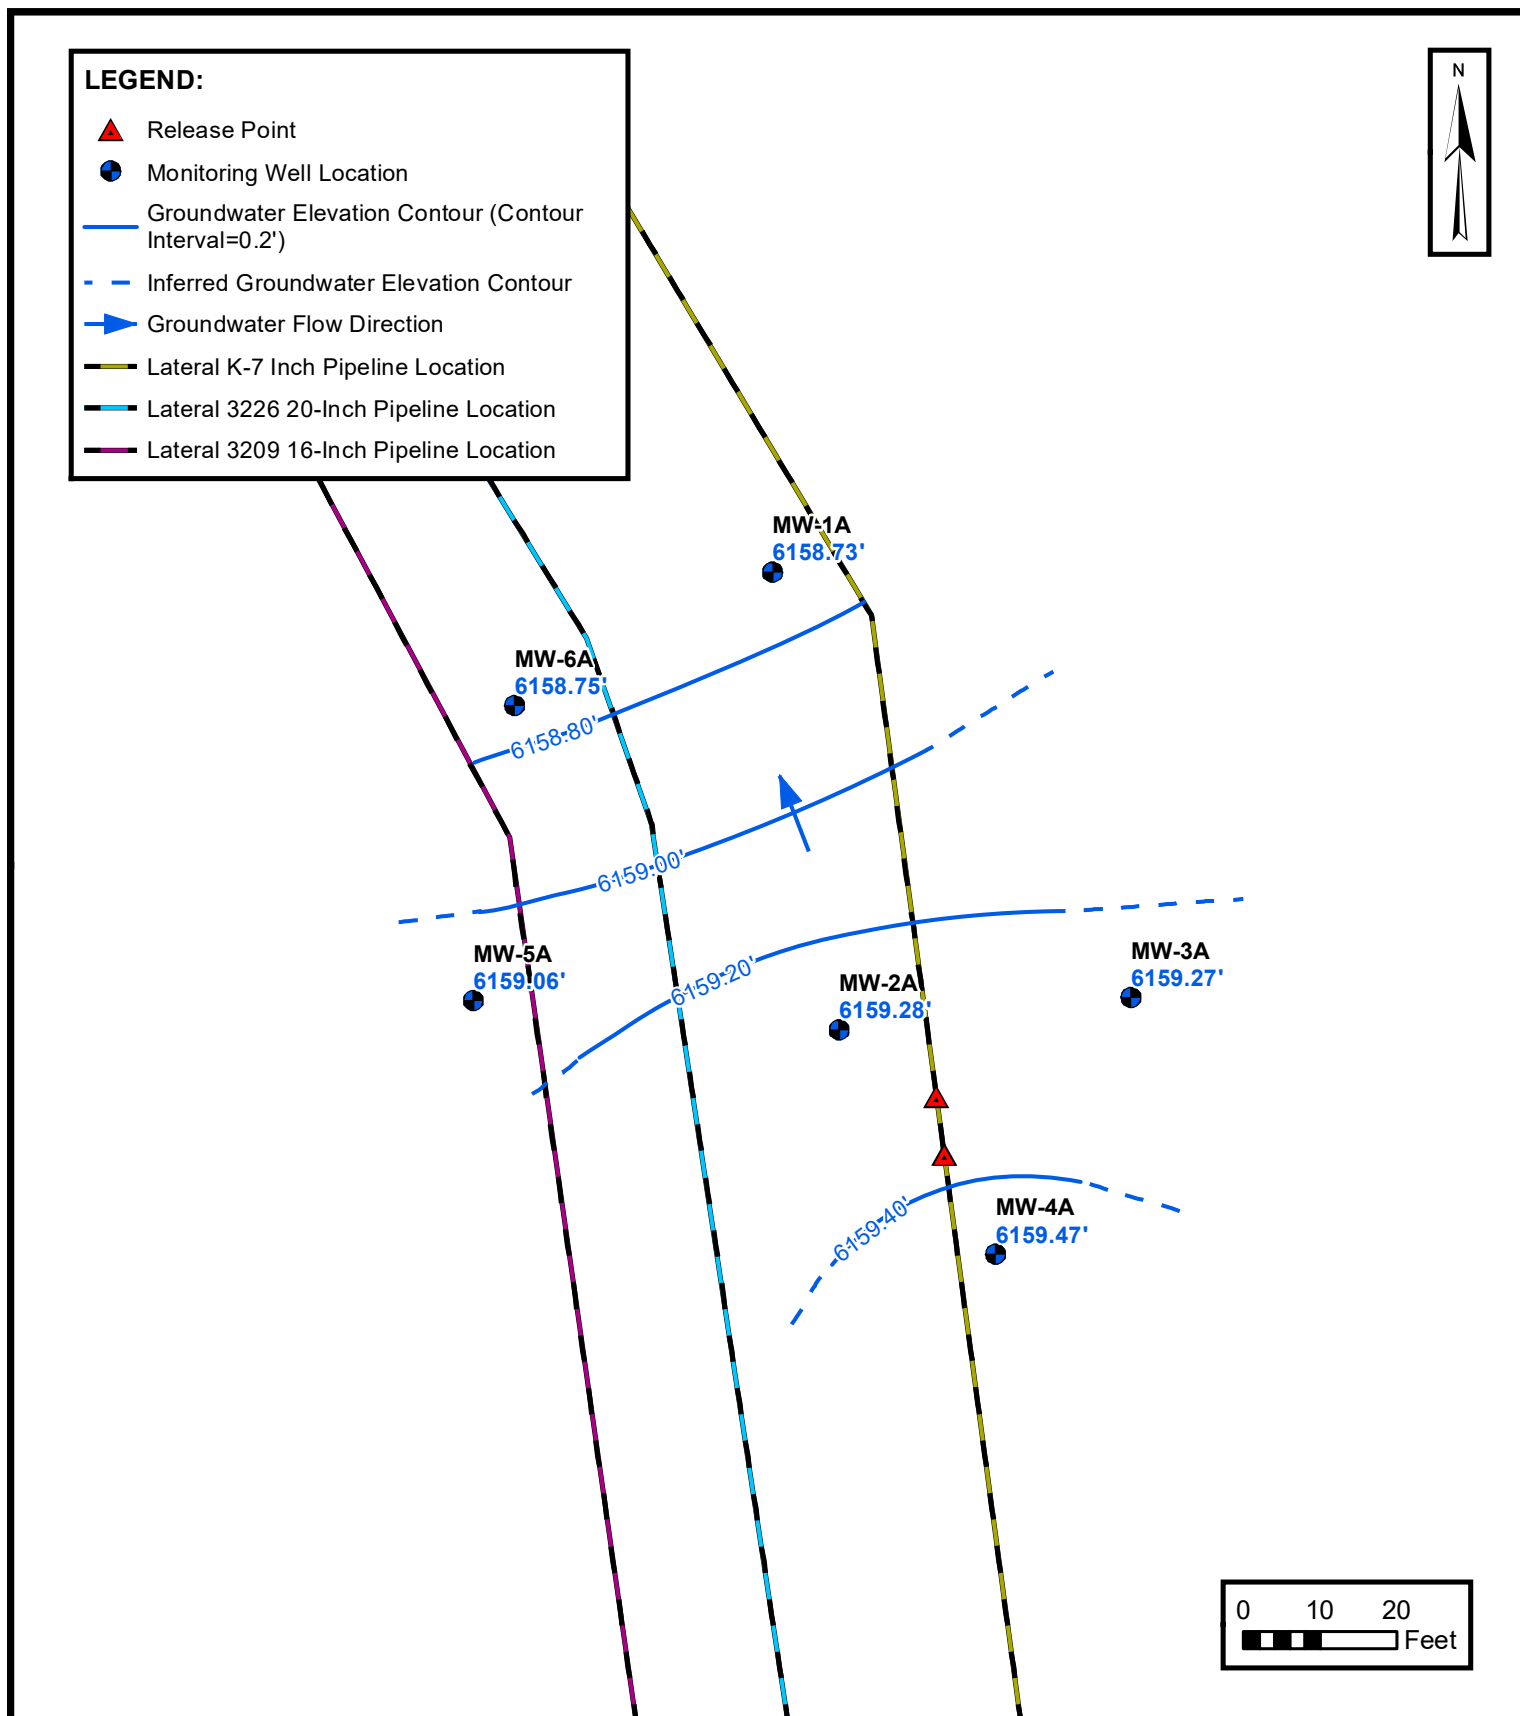 LEGEND:
Release Point
Monitoring Well Location
Groundwater Elevation Contour (Contour
Interval=0.2')
Inferred Groundwater Elevation Contour
Groundwater Flow Direction
Lateral K-7 Inch Pipeline Location
Lateral 3226 20-Inch Pipeline Location
Lateral 3209 16-Inch Pipeline Location
N
MW-1A
6158.73'
MW-6A
6158.75'
6158.80'
6159.00'
MW-5A
6159.06'
6159.20'
MW-2A
6159.28'
MW-3A
6159.27'
6159.40'
MW-4A
6159.47'
0 10 20
Feet